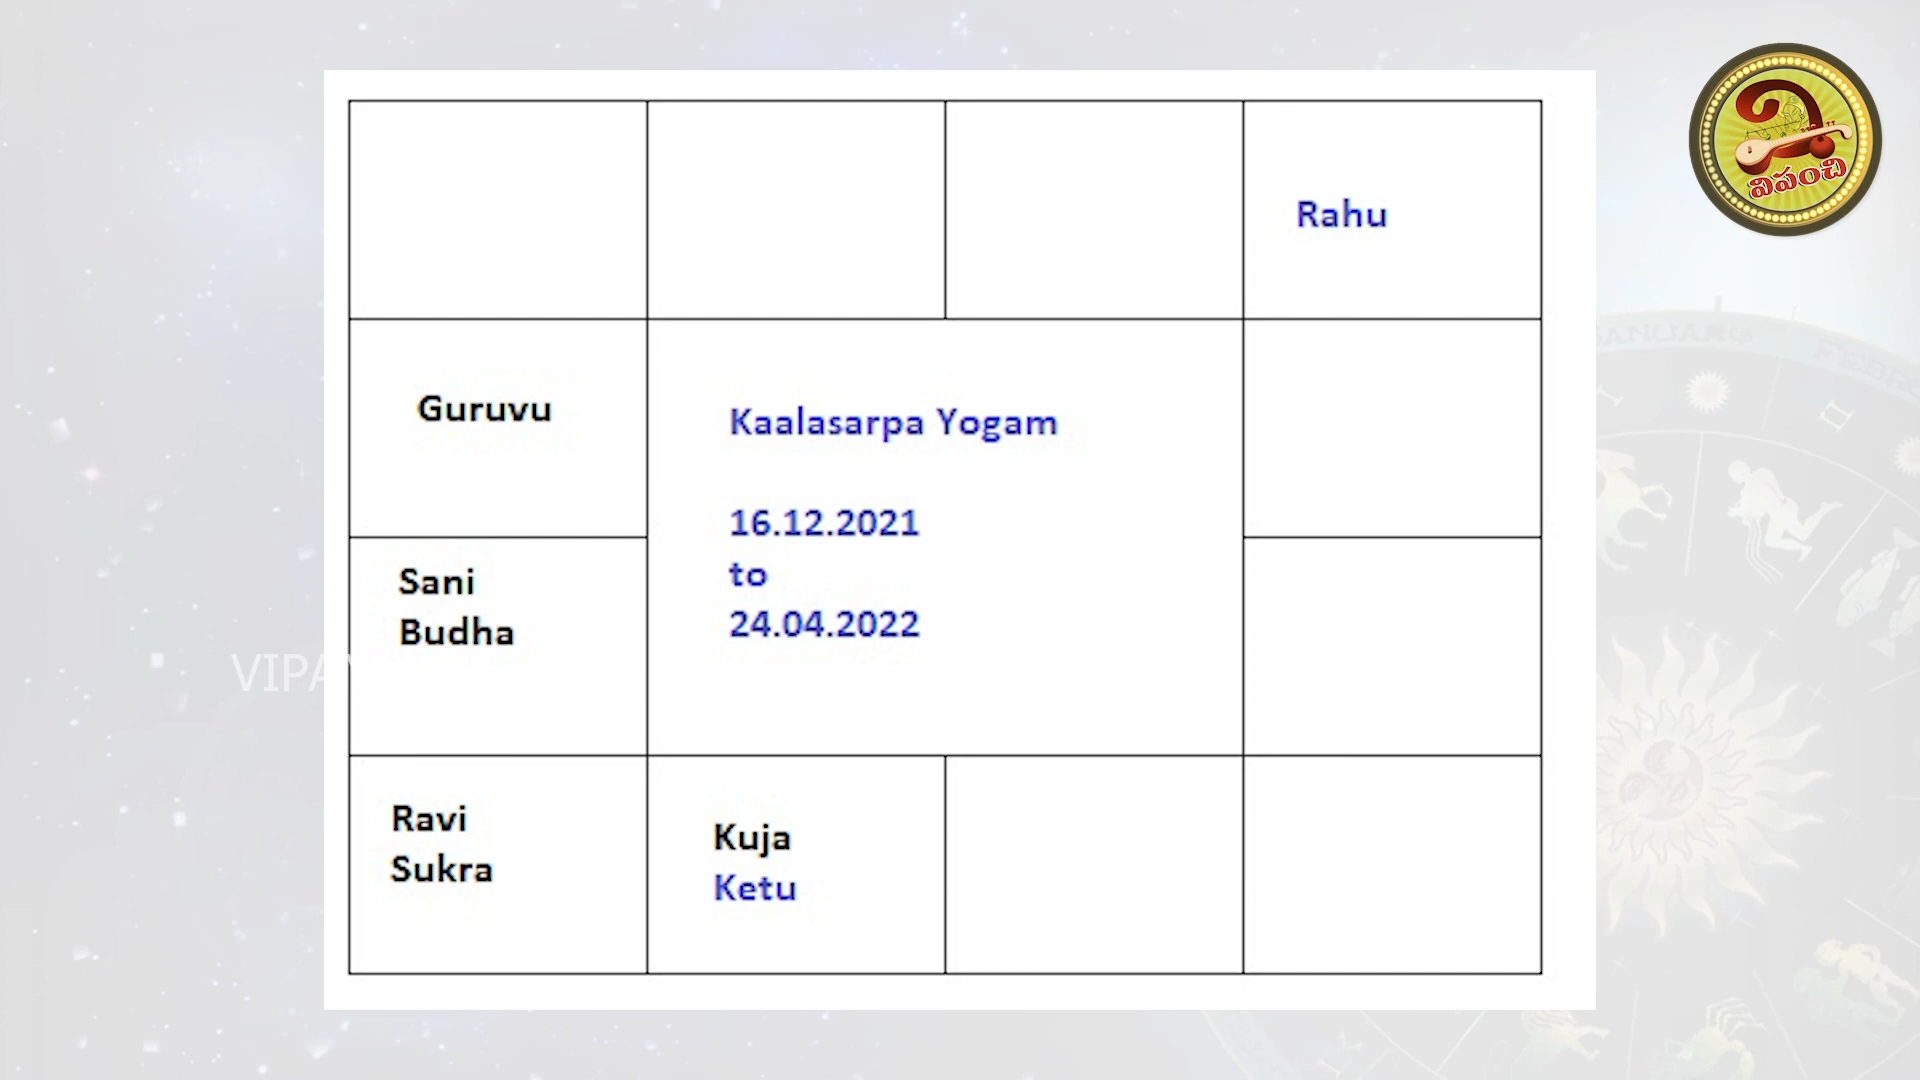 Rahu
Guruvu
Kaalasarpa Yogam
16.12.2021
to
24.04.2022
Sani
Budha
Ravi
Sukra
Kuja
Ketu
విపంచి